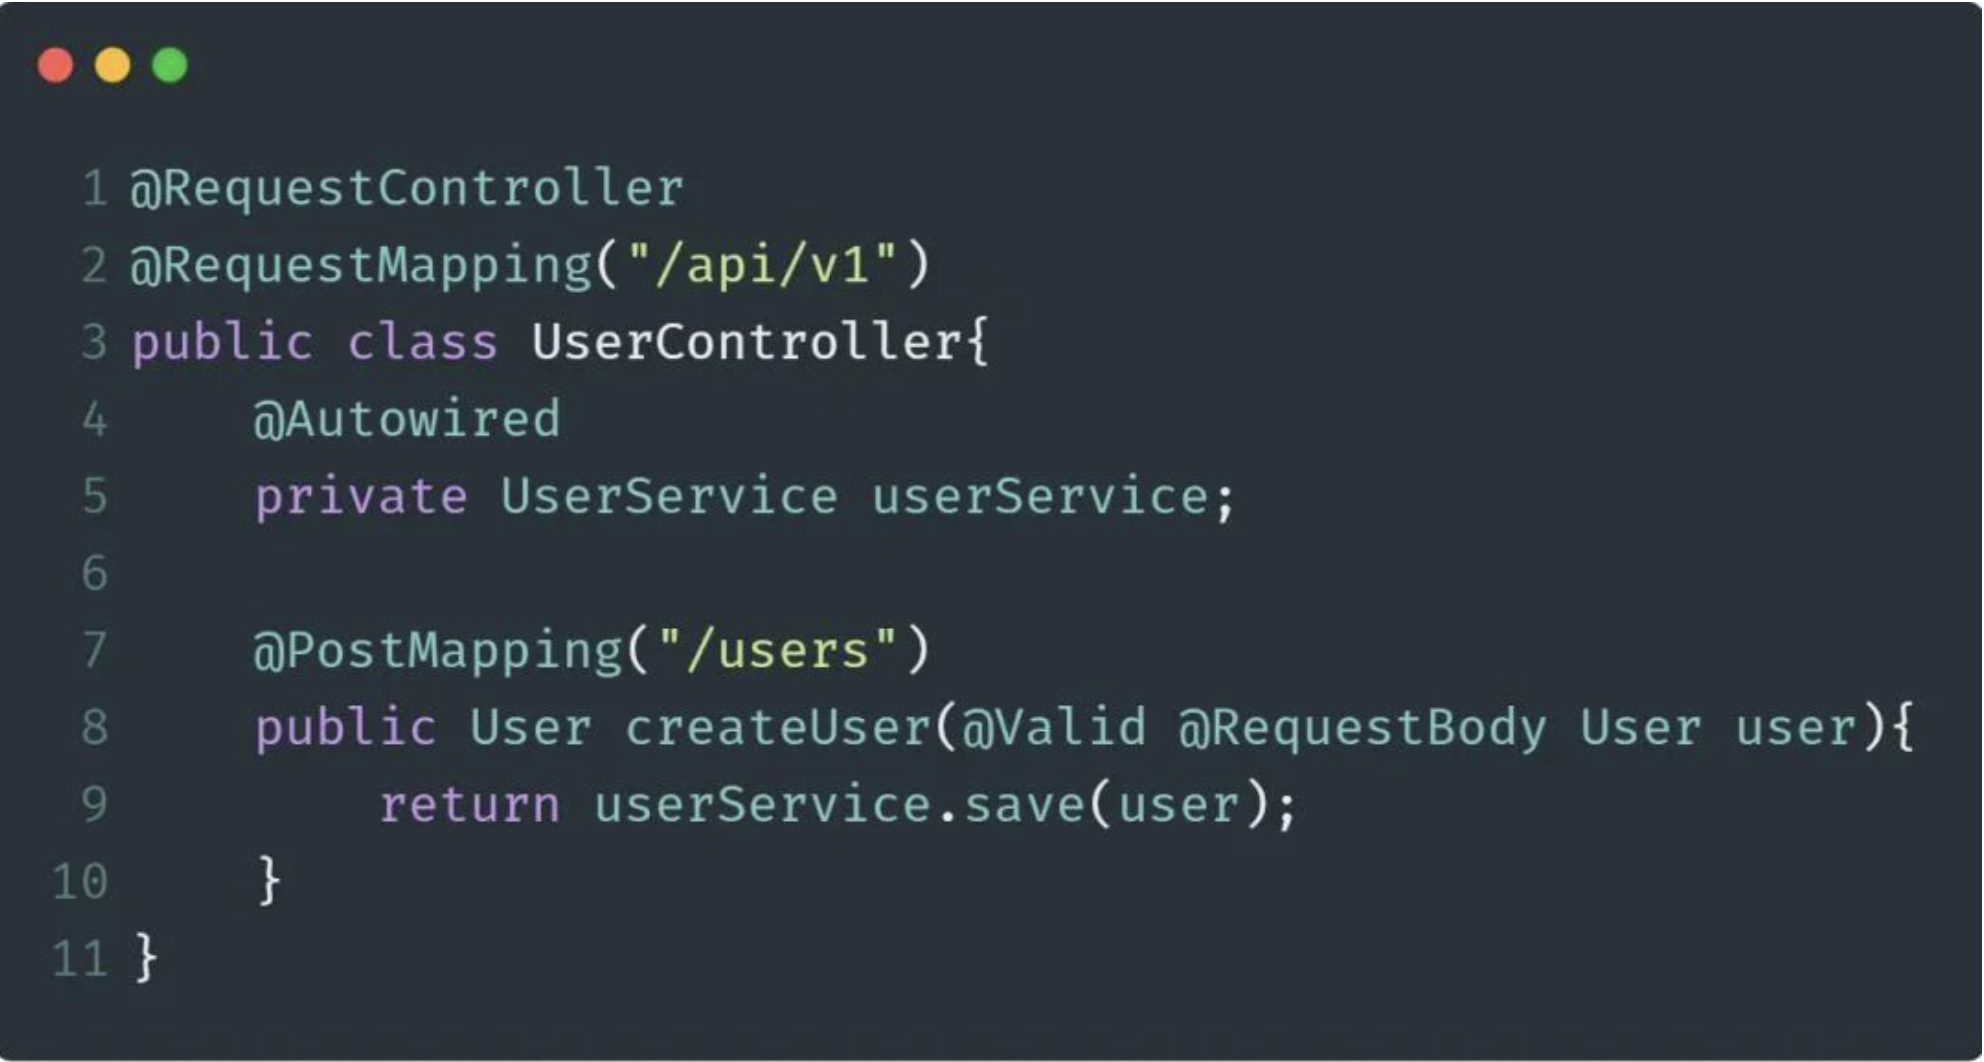 1 @RequestController
2 @RequestMapping("/api/v1")
3 public class UserController{
4     @Autowired
5     private UserService userService;
6
7     @PostMapping("/users")
8     public User createUser(@Valid @RequestBody User user){
9         return userService.save(user);
10     }
11 }